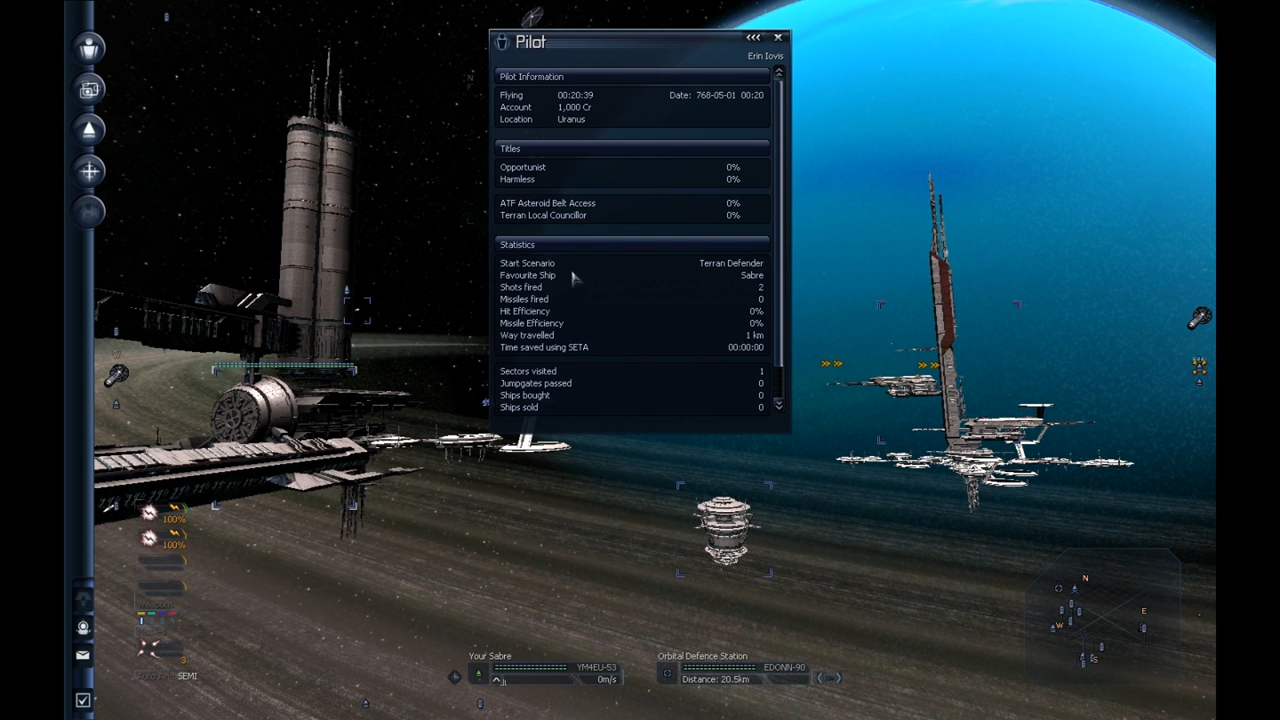 Pilot
Erin Iovis
Pilot Information
Flying 00:20:39 Date: 768-05-01 00:20
Account 1,000 Cr
Location Uranus
Titles
Opportunist 0%
Harmless 0%
ATF Asteroid Belt Access 0%
Terran Local Councillor 0%
Statistics
Start Scenario Terran Defender
Favourite Ship Sabre
Shots fired 2
Missiles fired 0
Hit Efficiency 0%
Missile Efficiency 0%
Way travelled 1 km
Time saved using SETA 00:00:00
Sectors visited 1
Jumpgates passed 0
Ships bought 0
Ships sold 0
N
W
100%
100%
3
SEMI
Your Sabre
YM4EU-53
0m/s
Orbital Defence Station
EDONN-90
Distance: 20.5km
N
E
W
S